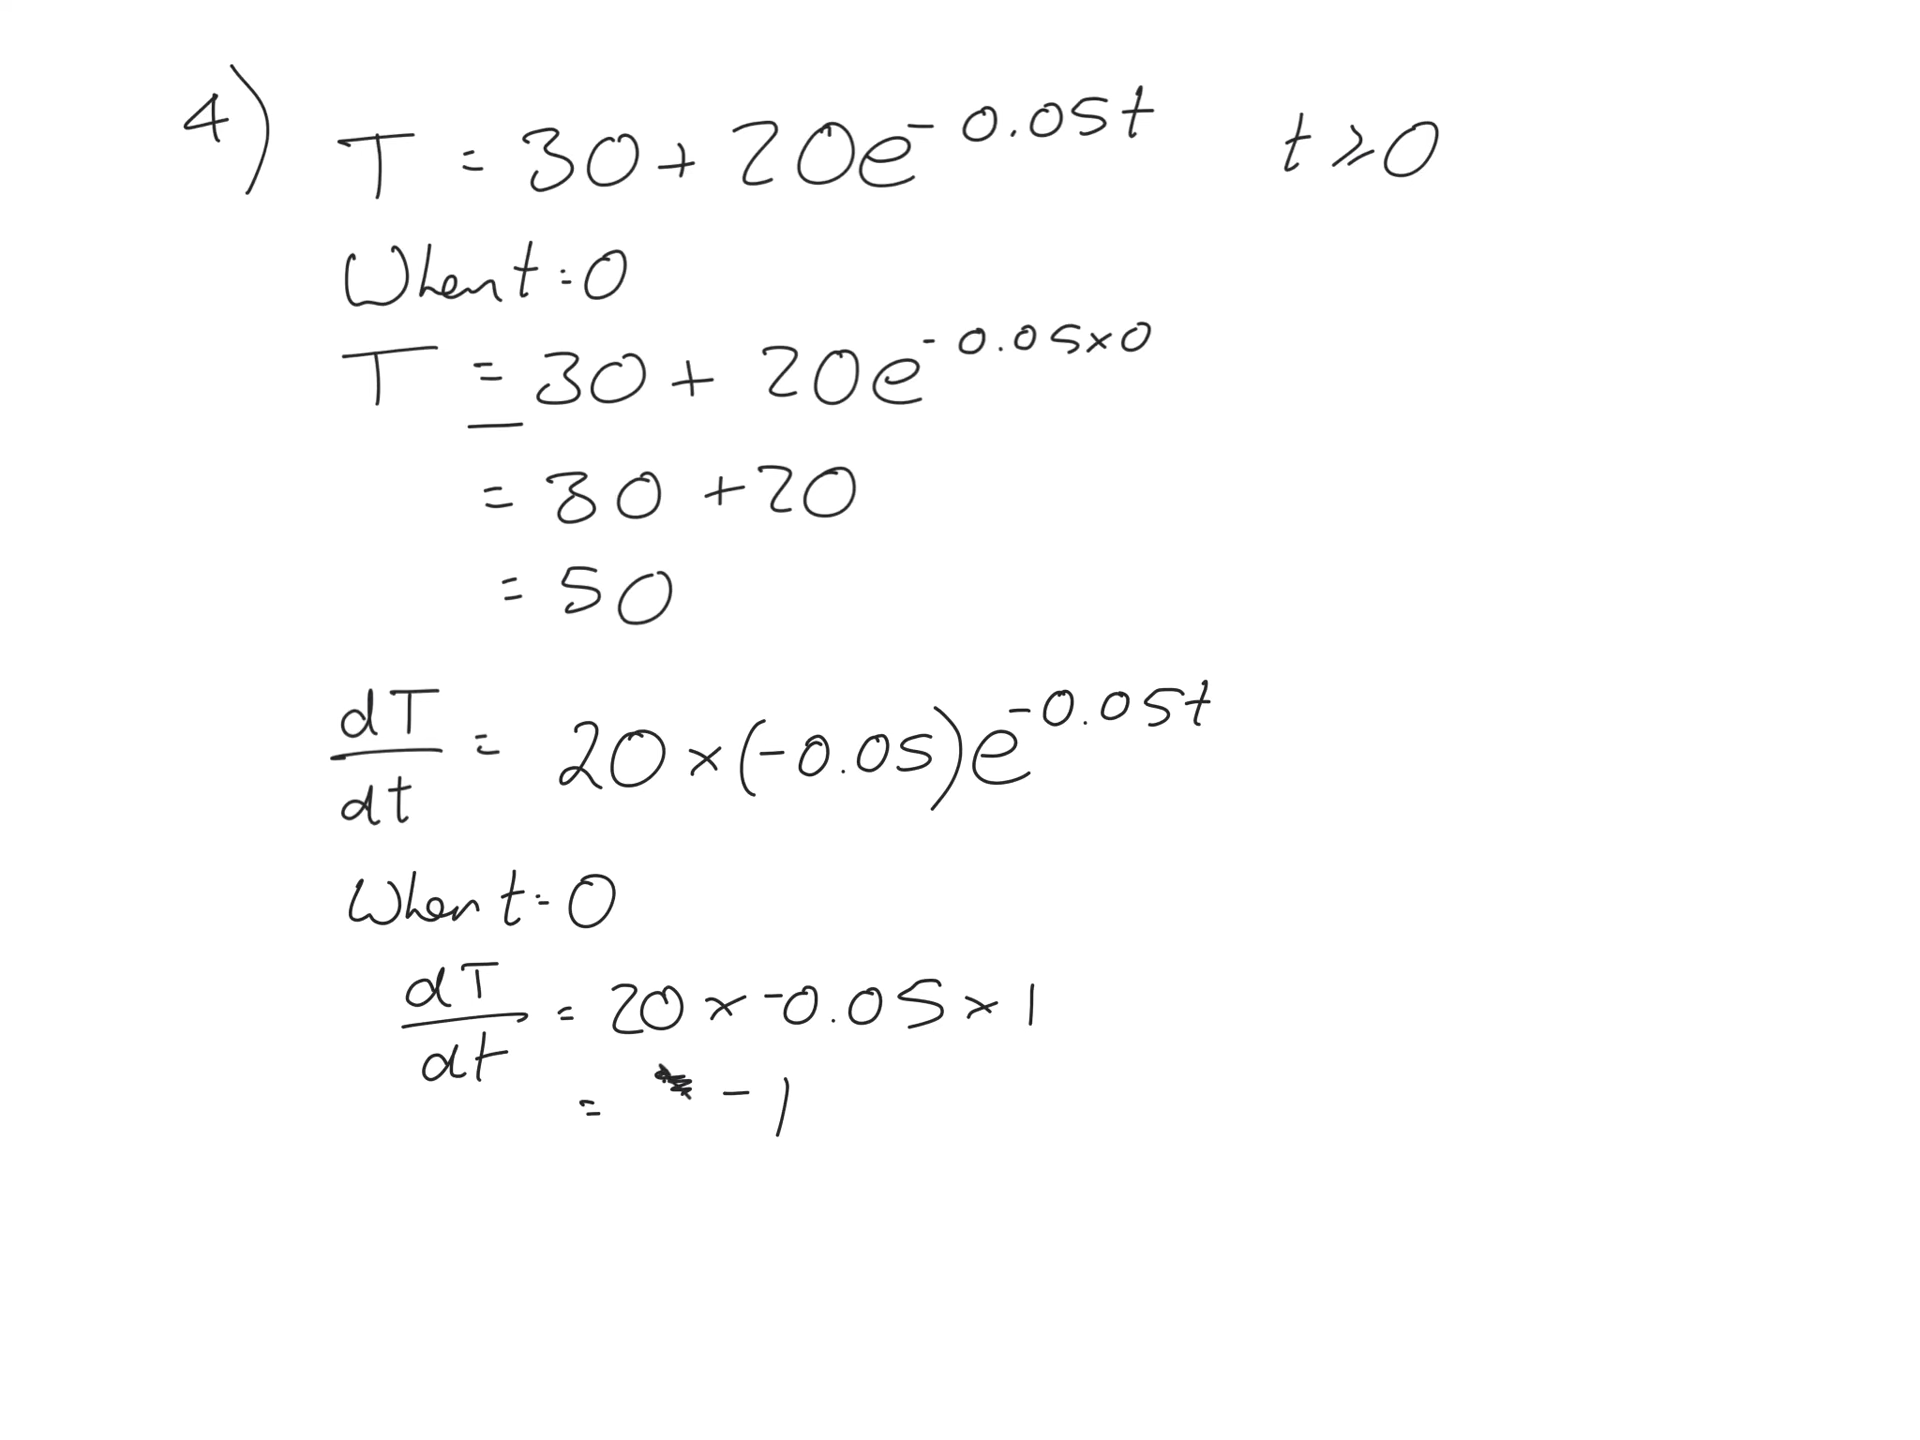 4) T = 30 + 20e^{-0.05t} t ⩾ 0
When t = 0
T = 30 + 20e^{-0.05×0}
= 30 + 20
= 50
dT/dt = 20 × (-0.05)e^{-0.05t}
When t = 0
dT/dt = 20 × -0.05 × 1
= -1